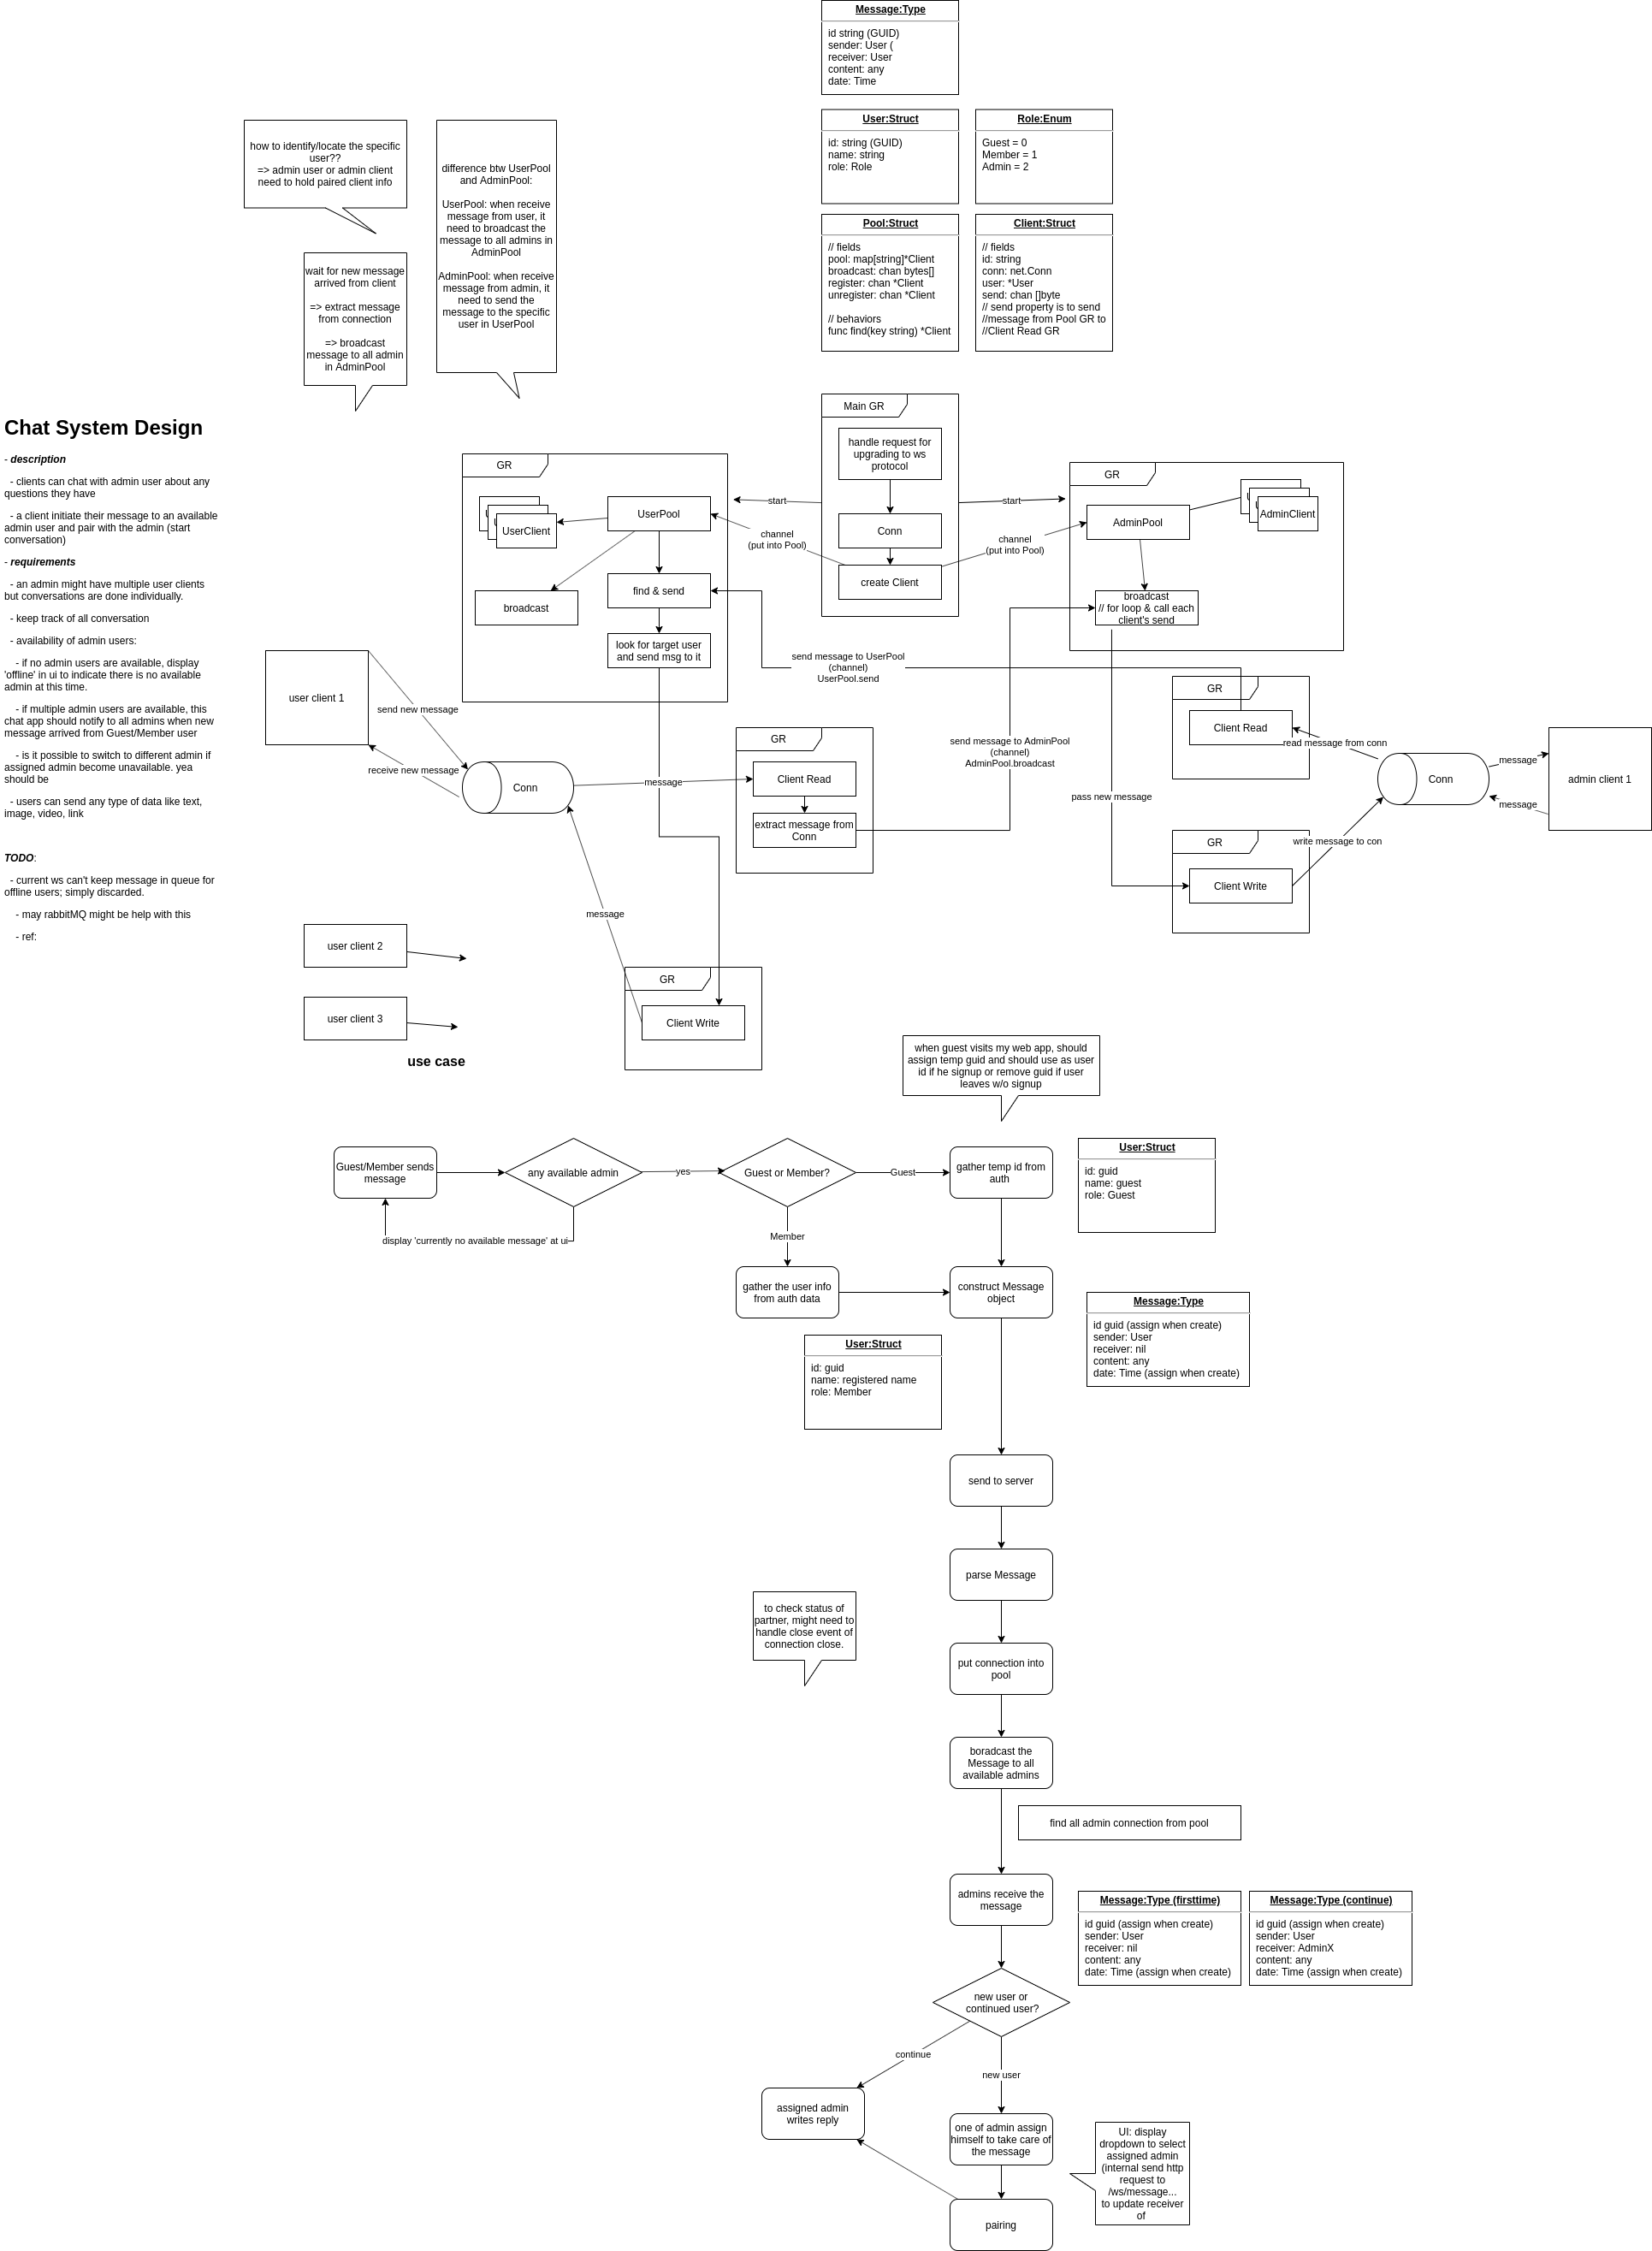 Message:Type
id string (GUID)
sender: User (
receiver: User
content: any
date: Time
User:Struct
id: string (GUID)
name: string
role: Role
Role:Enum
Guest = 0
Member = 1
Admin = 2
Pool:Struct
// fields
pool: map[string]*Client
broadcast: chan bytes[]
register: chan *Client
unregister: chan *Client
// behaviors
func find(key string) *Client
Client:Struct
// fields
id: string
conn: net.Conn
user: *User
send: chan []byte
// send property is to send
//message from Pool GR to
//Client Read GR
how to identify/locate the specific
user??
=> admin user or admin client
need to hold paired client info
difference btw UserPool
and AdminPool:
UserPool: when receive
message from user, it
need to broadcast the
message to all admins in
AdminPool
AdminPool: when receive
message from admin, it
need to send the
message to the specific
user in UserPool
wait for new message
arrived from client
=> extract message
from connection
=> broadcast
message to all admin
in AdminPool
Chat System Design
- description
- clients can chat with admin user about any
questions they have
- a client initiate their message to an available
admin user and pair with the admin (start
conversation)
- requirements
- an admin might have multiple user clients
but conversations are done individually.
- keep track of all conversation
- availability of admin users:
- if no admin users are available, display
'offline' in ui to indicate there is no available
admin at this time.
- if multiple admin users are available, this
chat app should notify to all admins when new
message arrived from Guest/Member user
- is it possible to switch to different admin if
assigned admin become unavailable. yea
should be
- users can send any type of data like text,
image, video, link
TODO:
- current ws can't keep message in queue for
offline users; simply discarded.
- may rabbitMQ might be help with this
- ref:
GR
UserClient
UserPool
broadcast
find & send
look for target user
and send msg to it
Main GR
handle request for
upgrading to ws
protocol
Conn
create Client
start
start
channel
(put into Pool)
channel
(put into Pool)
GR
AdminPool
AdminClient
broadcast
// for loop & call each
client's send
send message to UserPool
(channel)
UserPool.send
user client 1
send new message
receive new message
Conn
message
GR
Client Read
extract message from
Conn
send message to AdminPool
(channel)
AdminPool.broadcast
pass new message
GR
Client Read
read message from conn
GR
Client Write
write message to con
Conn
message
message
admin client 1
message
GR
Client Write
user client 2
user client 3
use case
when guest visits my web app, should
assign temp guid and should use as user
id if he signup or remove guid if user
leaves w/o signup
Guest/Member sends
message
any available admin
yes
Guest or Member?
Guest
gather temp id from
auth
User:Struct
id: guid
name: guest
role: Guest
display 'currently no available message' at ui
Member
gather the user info
from auth data
construct Message
object
Message:Type
id guid (assign when create)
sender: User
receiver: nil
content: any
date: Time (assign when create)
User:Struct
id: guid
name: registered name
role: Member
send to server
parse Message
to check status of
partner, might need to
handle close event of
connection close.
put connection into
pool
boradcast the
Message to all
available admins
find all admin connection from pool
admins receive the
message
Message:Type (firsttime)
id guid (assign when create)
sender: User
receiver: nil
content: any
date: Time (assign when create)
Message:Type (continue)
id guid (assign when create)
sender: User
receiver: AdminX
content: any
date: Time (assign when create)
new user or
continued user?
continue
new user
assigned admin
writes reply
one of admin assign
himself to take care of
the message
UI: display
dropdown to select
assigned admin
(internal send http
request to
/ws/message...
to update receiver
of
pairing